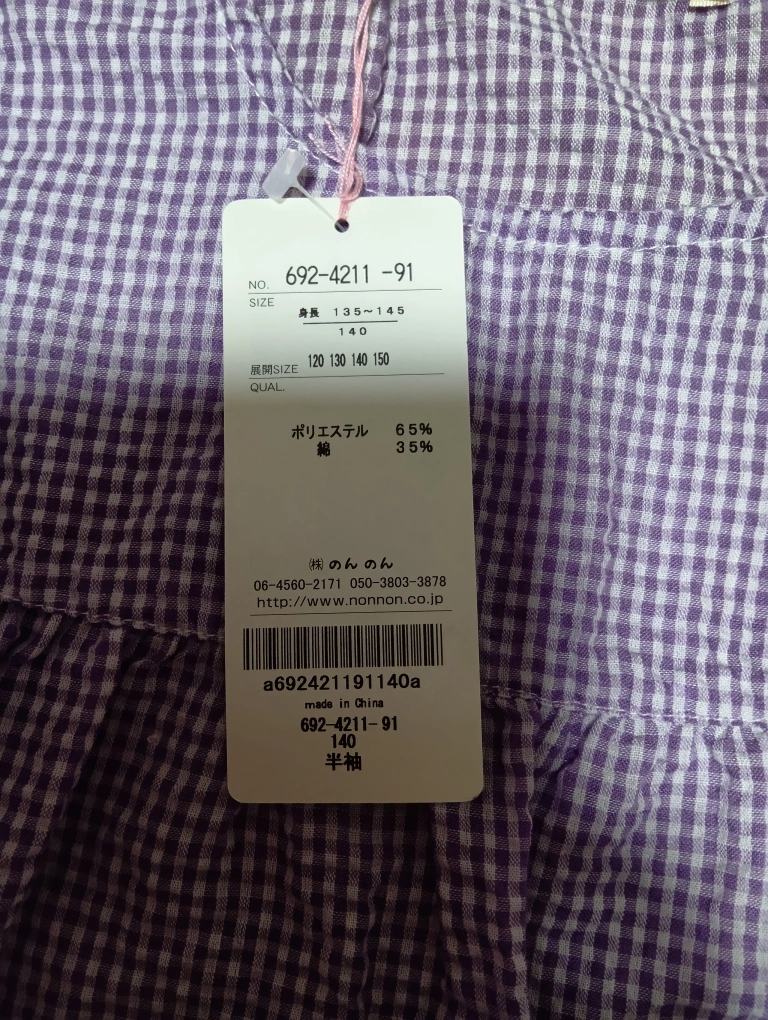 NO. 692-4211 -91
SIZE
身長 135～145
140
展開SIZE 120 130 140 150
QUAL.
ポリエステル 65%
綿 35%
㈱ のん のん
06-4560-2171 050-3803-3878
http://www.nonnon.co.jp
a692421191140a
made in China
692-4211-91
140
半袖